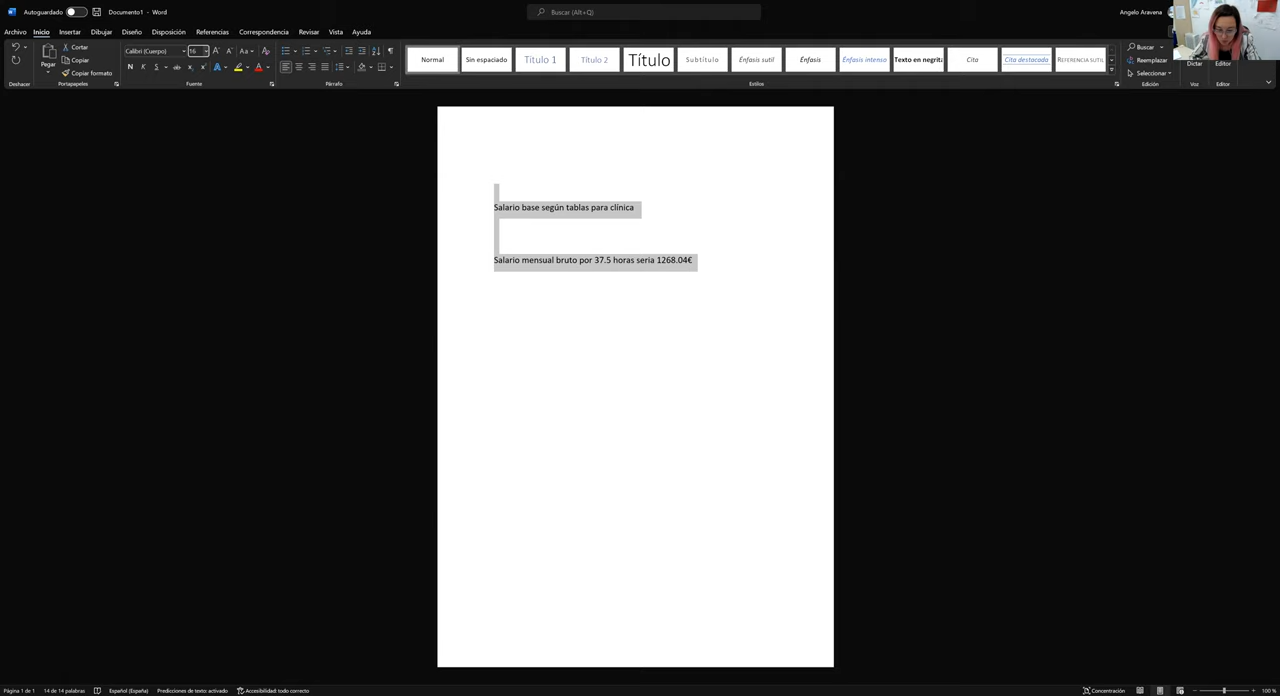 Autoguardado Documento1 - Word Buscar (Alt+Q) Angelo Aravena
Archivo Inicio Insertar Dibujar Diseño Disposición Referencias Correspondencia Revisar Vista Ayuda
Pegar Cortar Copiar Copiar formato
Calibri (Cuerpo) 16
N K S ab x x A A
Normal Sin espaciado Título 1 Título 2 Título Subtítulo Énfasis sutil Énfasis Énfasis intenso Texto en negrita Cita Cita destacada Referencia sutil
Buscar Reemplazar Seleccionar
Dictar Editor
Deshacer Portapapeles Fuente Párrafo Estilos Edición Voz Editor
Salario base según tablas para clínica
Salario mensual bruto por 37.5 horas seria 1268.04€
Página 1 de 1 14 de 14 palabras Español (España) Predicciones de texto: activado Accesibilidad: todo correcto Concentración 100 %